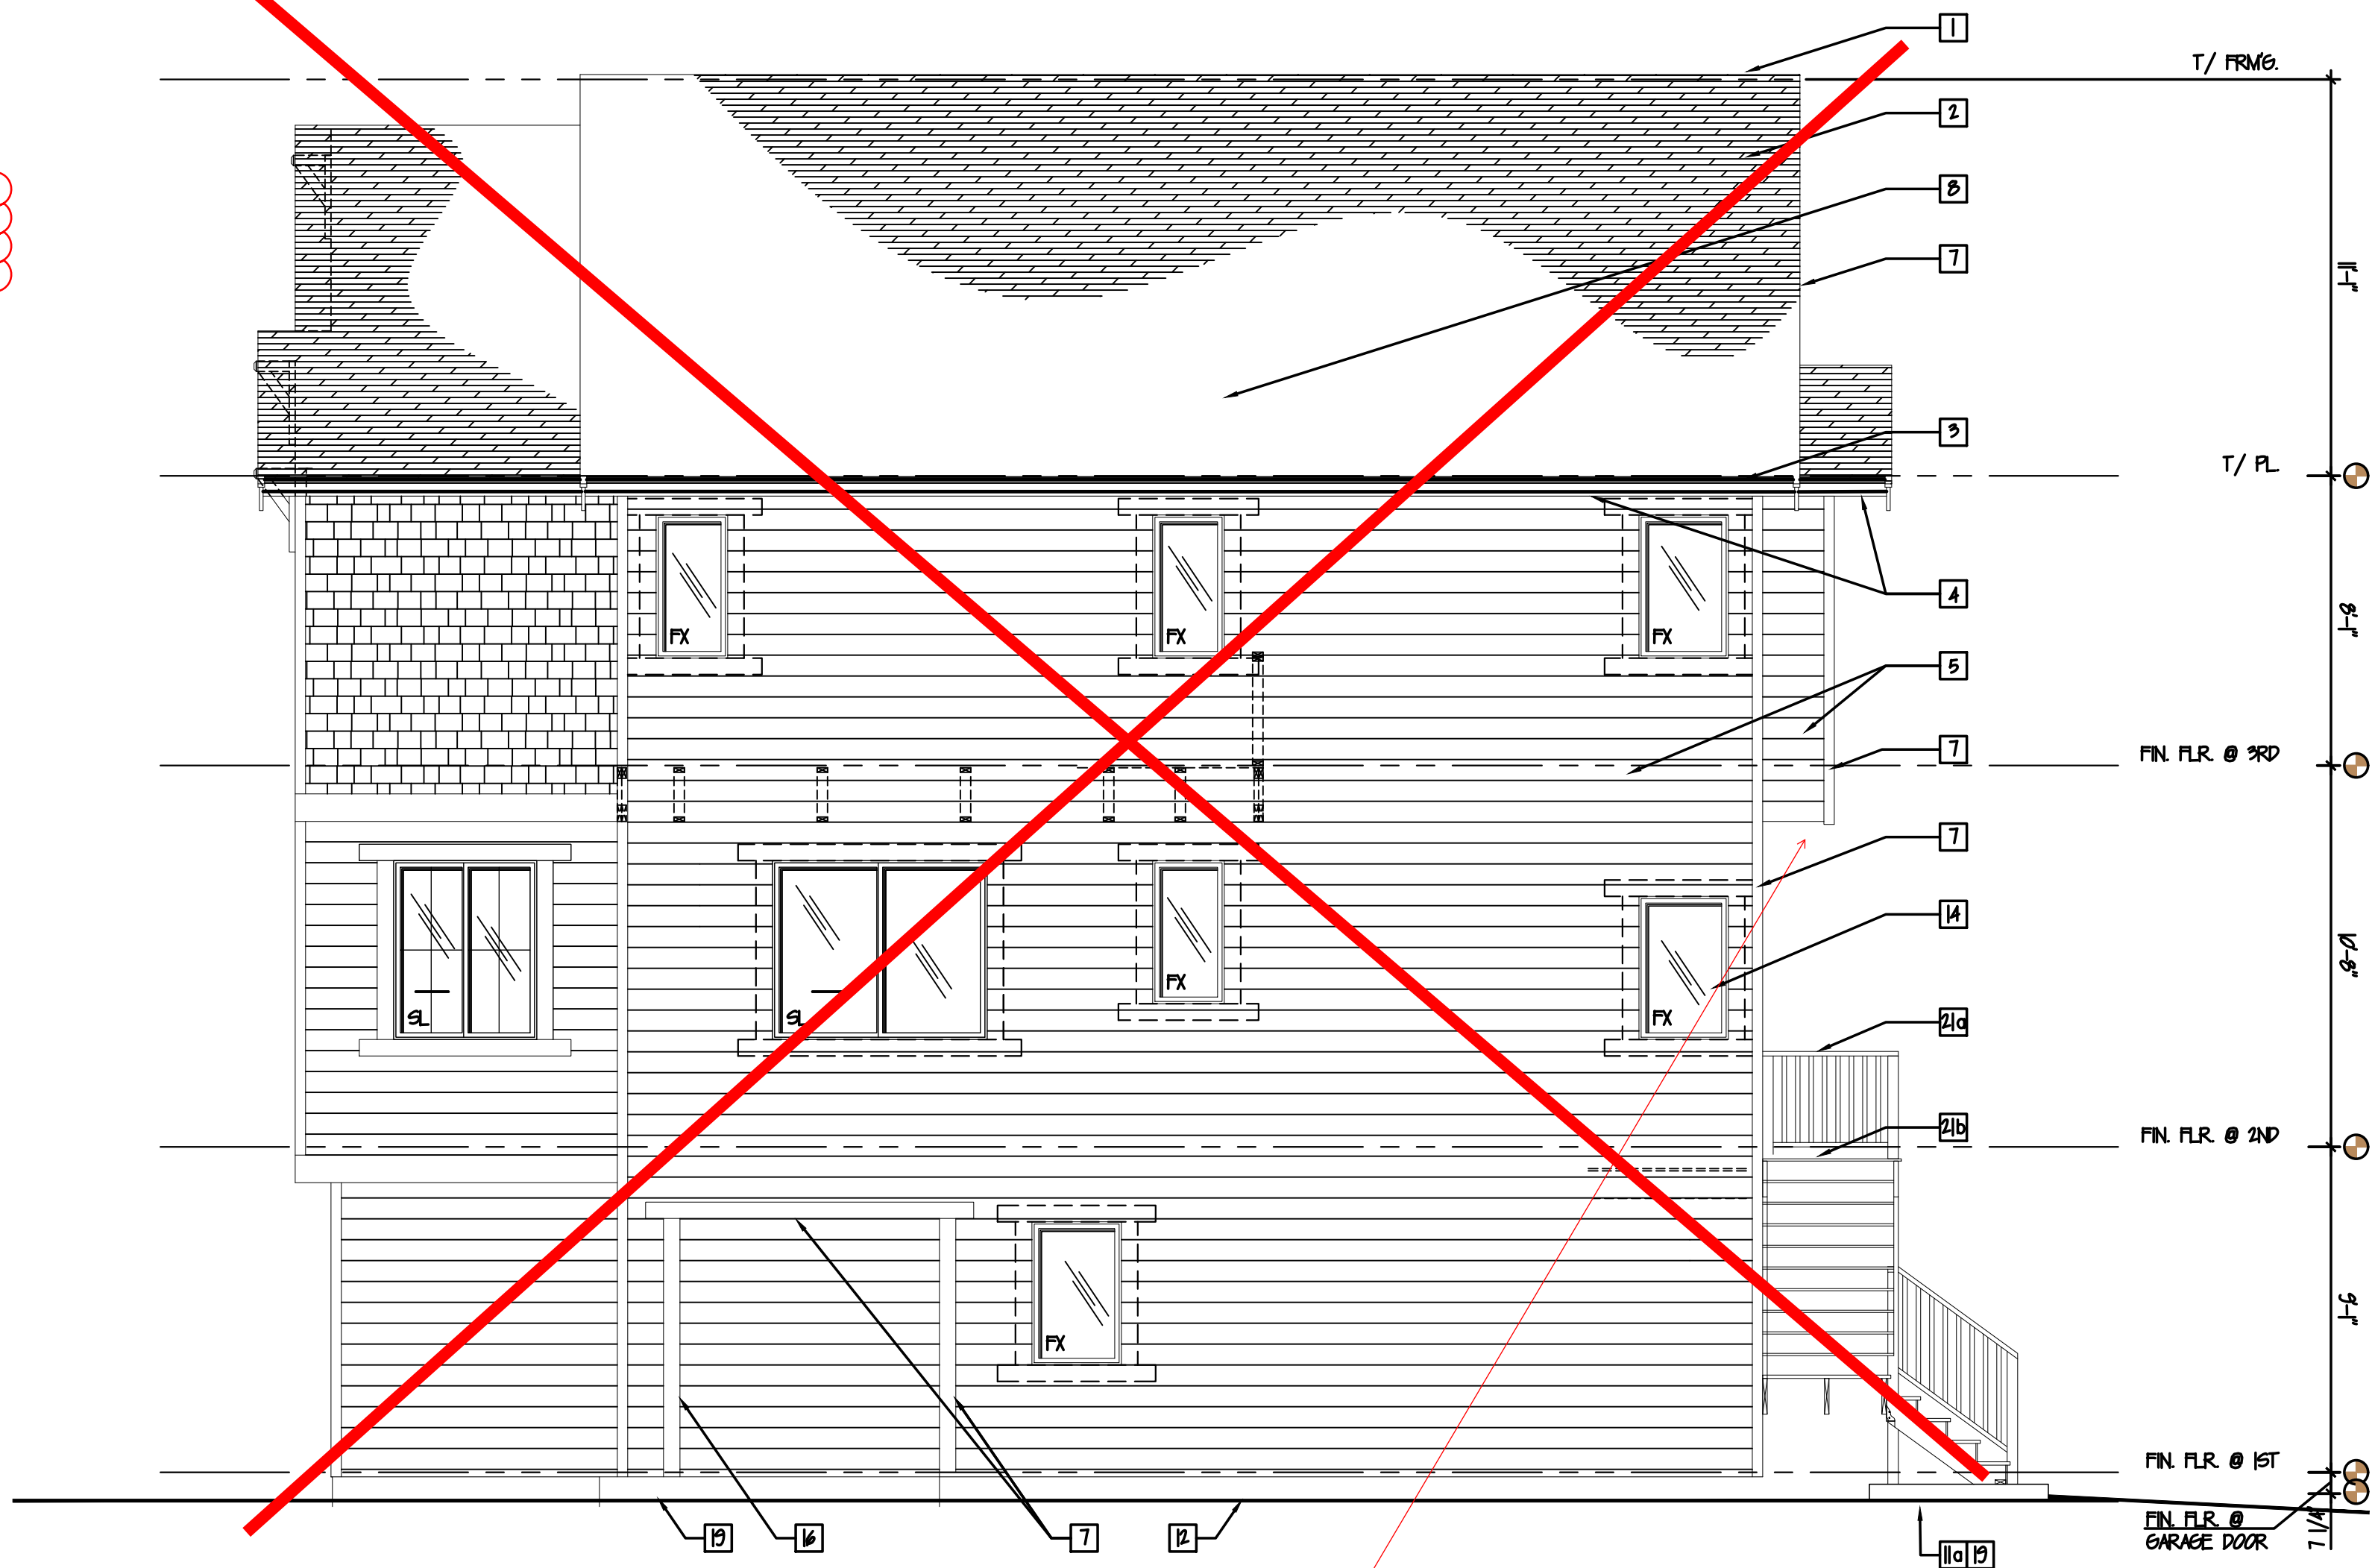 1
T/ FRM'G.
2
8
7
11'-1"
3
T/ PL.
4
8'-1"
FX
FX
FX
5
7
FIN. FLR. @ 3RD
7
14
10'-8"
FX
SL
SL
FX
21a
21b
FIN. FLR. @ 2ND
9'-1"
FX
FIN. FLR. @ 1ST
19
16
7
12
FIN. FLR. @
GARAGE DOOR
11a 19